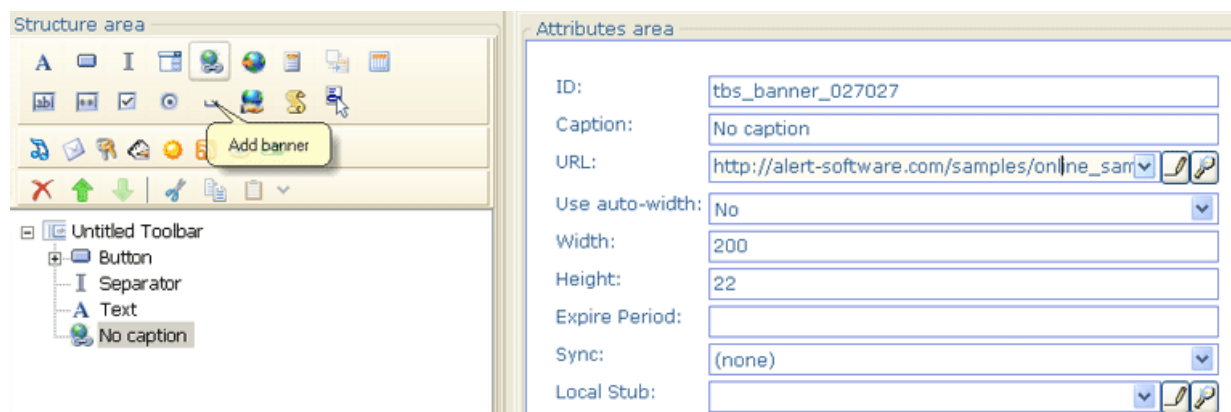 Structure area
Add banner
Untitled Toolbar
Button
Separator
A Text
No caption
Attributes area
ID: tbs_banner_027027
Caption: No caption
URL: http://alert-software.com/samples/online_sam
Use auto-width: No
Width: 200
Height: 22
Expire Period:
Sync: (none)
Local Stub: